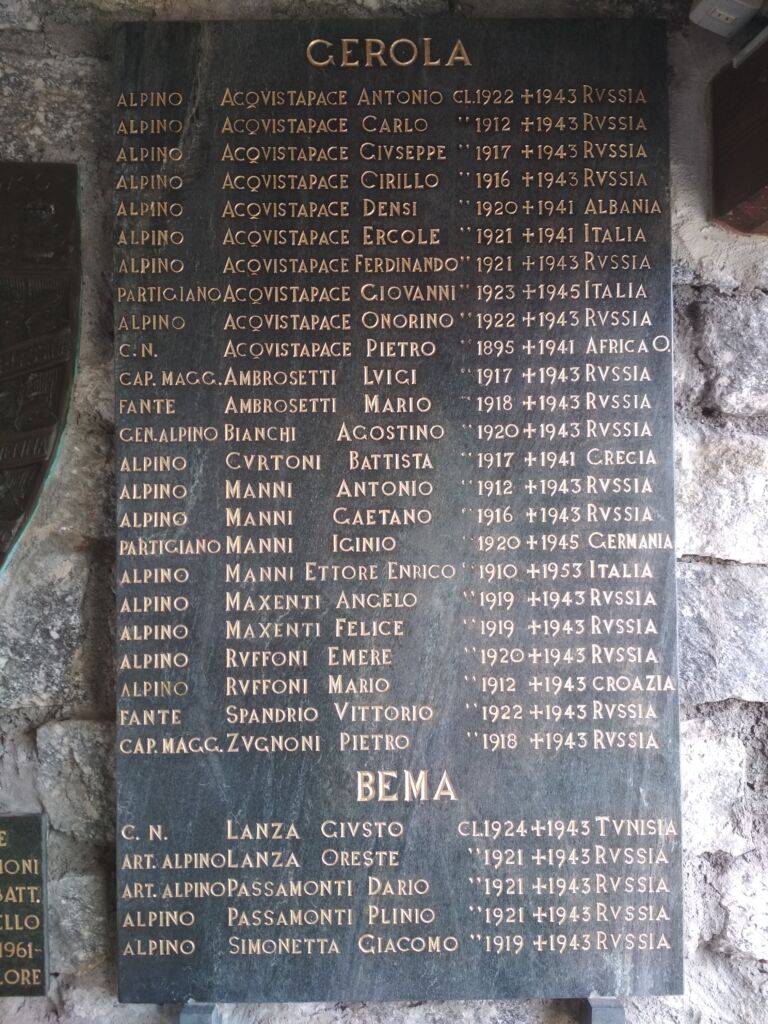 GEROLA
ALPINO ACQVISTAPACE ANTONIO CL.1922 +1943 RVSSIA
ALPINO ACQVISTAPACE CARLO " 1912 +1943 RVSSIA
ALPINO ACQVISTAPACE GIVSEPPE " 1917 +1943 RVSSIA
ALPINO ACQVISTAPACE CIRILLO " 1916 +1943 RVSSIA
ALPINO ACQVISTAPACE DENSI " 1920 +1941 ALBANIA
ALPINO ACQVISTAPACE ERCOLE " 1921 +1941 ITALIA
ALPINO ACQVISTAPACE FERDINANDO " 1921 +1943 RVSSIA
PARTIGIANO ACQVISTAPACE GIOVANNI " 1923 +1945 ITALIA
ALPINO ACQVISTAPACE ONORINO " 1922 +1943 RVSSIA
C.N. ACQVISTAPACE PIETRO " 1895 +1941 AFRICA O.
CAP. MAGG. AMBROSETTI LVIGI " 1917 +1943 RVSSIA
FANTE AMBROSETTI MARIO " 1918 +1943 RVSSIA
GEN.ALPINO BIANCHI AGOSTINO " 1920 +1943 RVSSIA
ALPINO CVRTONI BATTISTA " 1917 +1941 GRECIA
ALPINO MANNI ANTONIO " 1912 +1943 RVSSIA
ALPINO MANNI GAETANO " 1916 +1943 RVSSIA
PARTIGIANO MANNI IGINIO " 1920 +1945 GERMANIA
ALPINO MANNI ETTORE ENRICO " 1910 +1953 ITALIA
ALPINO MAXENTI ANGELO " 1919 +1943 RVSSIA
ALPINO MAXENTI FELICE " 1919 +1943 RVSSIA
ALPINO RVFFONI EMERE " 1920 +1943 RVSSIA
ALPINO RVFFONI MARIO " 1912 +1943 CROAZIA
FANTE SPANDRIO VITTORIO " 1922 +1943 RVSSIA
CAP. MAGG. ZVGNONI PIETRO " 1918 +1943 RVSSIA
BEMA
C. N. LANZA GIVSTO CL.1924 +1943 TVNISIA
ART. ALPINO LANZA ORESTE " 1921 +1943 RVSSIA
ART. ALPINO PASSAMONTI DARIO " 1921 +1943 RVSSIA
ALPINO PASSAMONTI PLINIO " 1921 +1943 RVSSIA
ALPINO SIMONETTA GIACOMO " 1919 +1943 RVSSIA
E
IONI
BATT.
ELLO
1961-
LORE